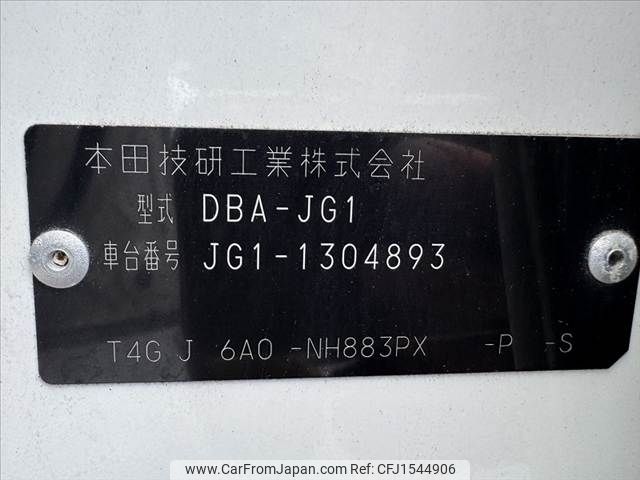 本田技研工業株式会社
型式 DBA-JG1
車台番号 JG1-1304893
T4G J 6A0 -NH883PX -P -S
www.CarFromJapan.com | © CarFromJapan | CFJ1544906